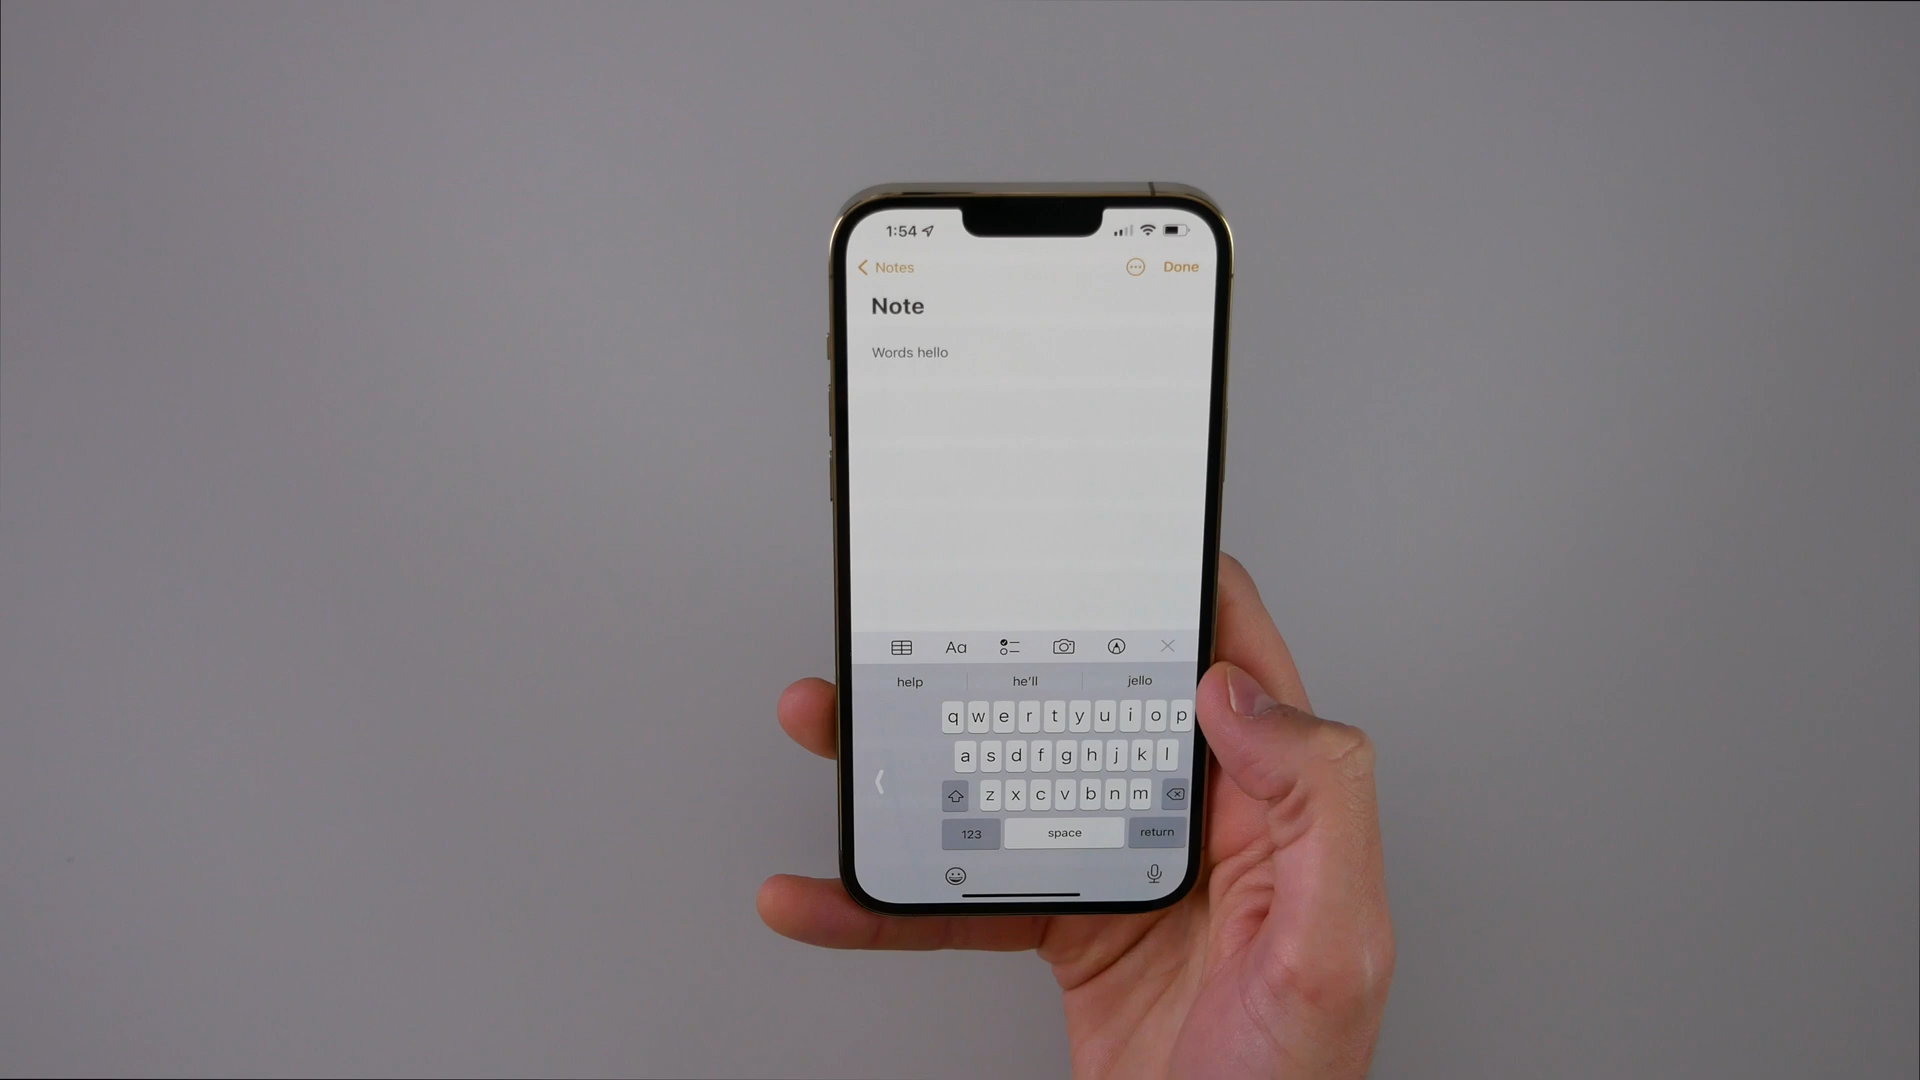 1:54
Notes Done
Note
Words hello
Aa
help he'll jello
q w e r t y u i o p
a s d f g h j k l
z x c v b n m
123 space return